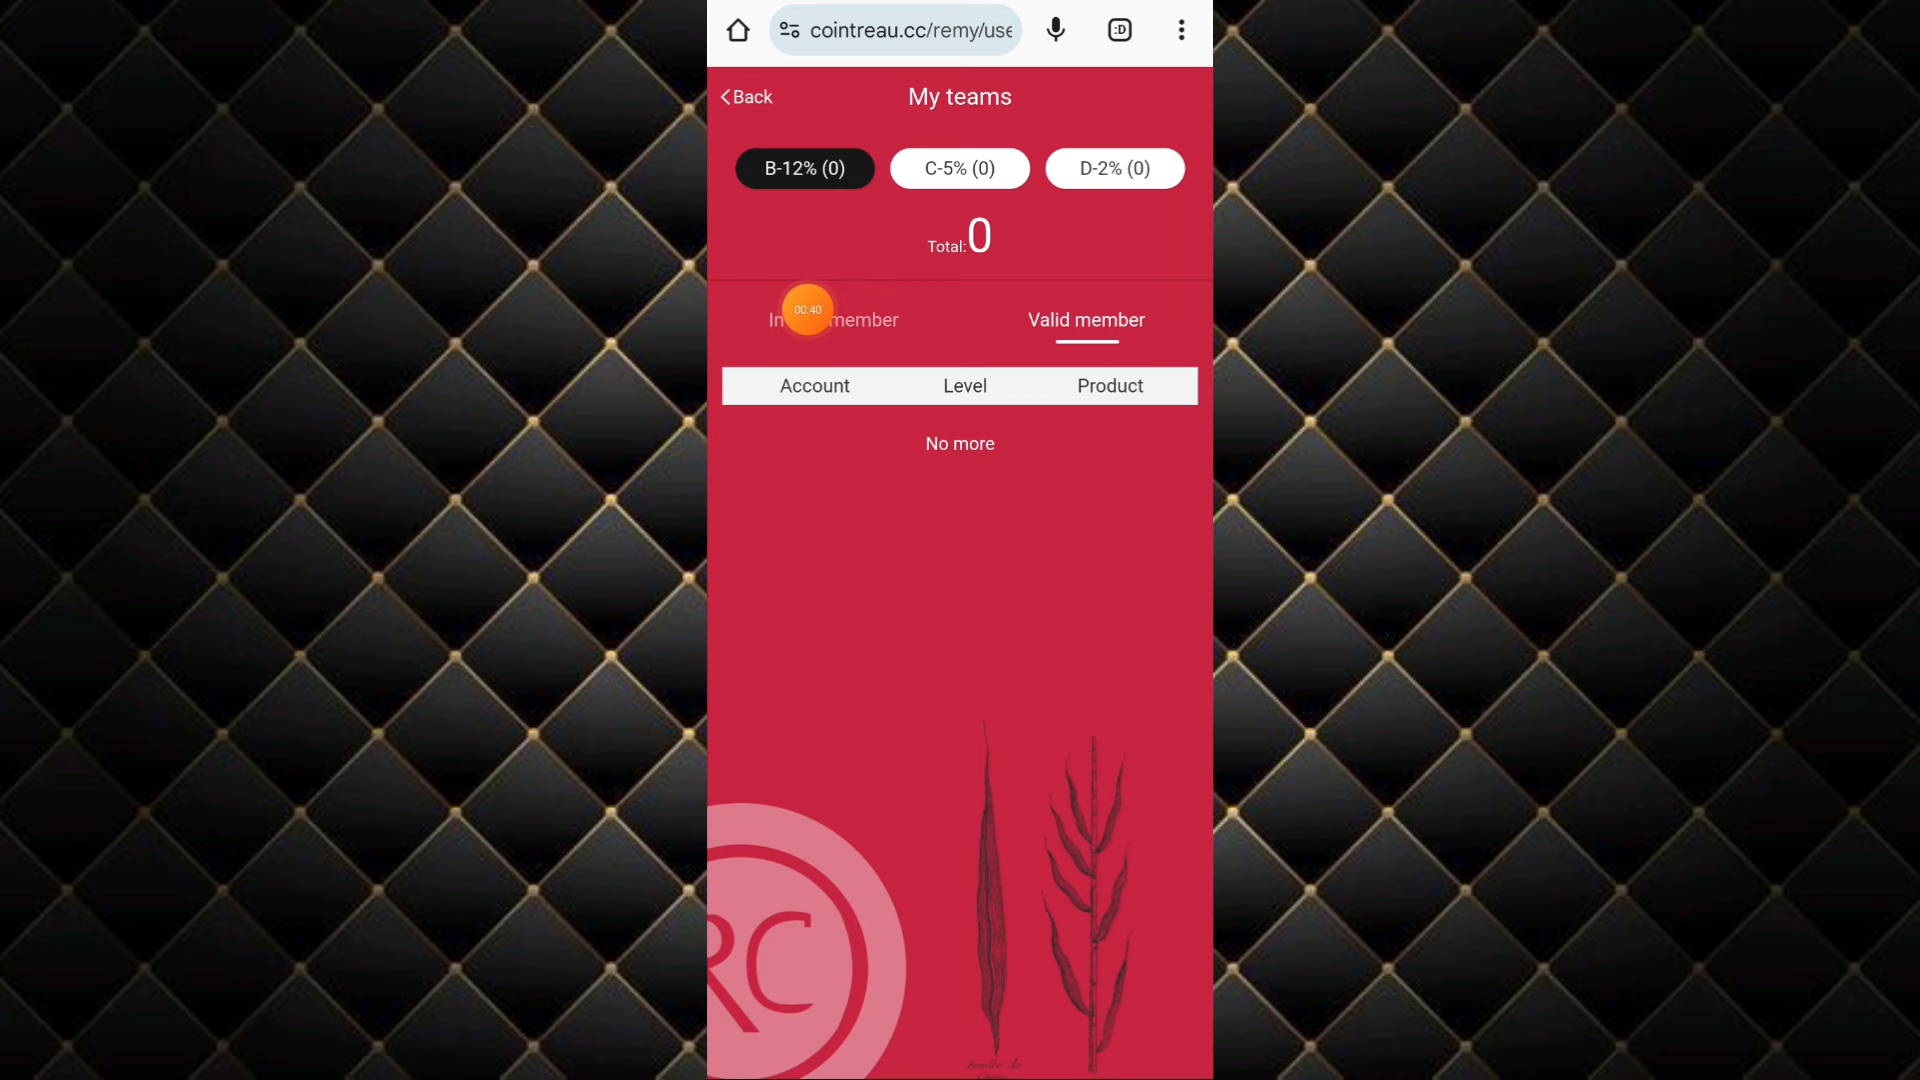 cointreau.cc/remy/use
:D
Back
My teams
B-12% (0)
C-5% (0)
D-2% (0)
Total:0
00:40
In member
Valid member
Account
Level
Product
No more
RC